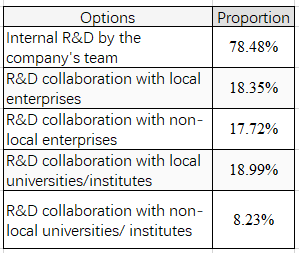 Options Proportion
Internal R&D by the
company's team
78.48%
R&D collaboration with local
enterprises
18.35%
R&D collaboration with non-
local enterprises
17.72%
R&D collaboration with local
universities/institutes
18.99%
R&D collaboration with non-
local universities/ institutes
8.23%